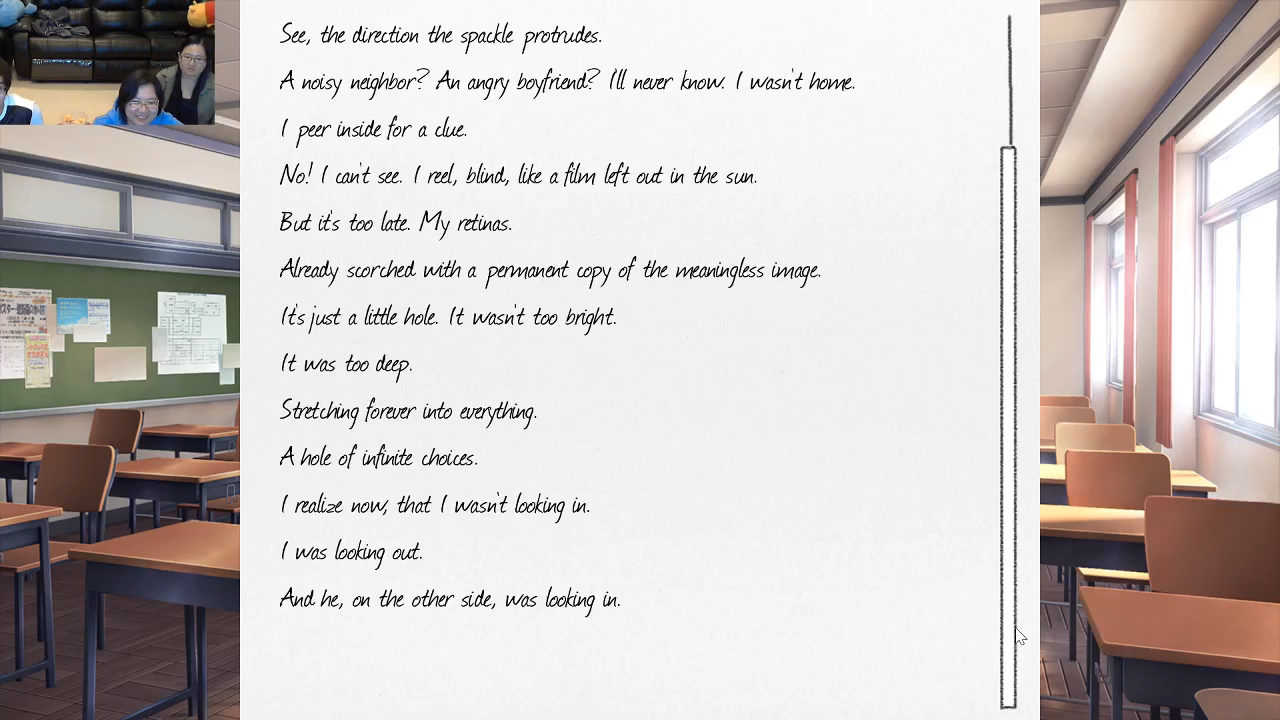 See, the direction the spackle protrudes.
A noisy neighbor? An angry boyfriend? I'll never know. I wasn't home.
I peer inside for a clue.
No! I can't see. I reel, blind, like a film left out in the sun.
But it's too late. My retinas.
Already scorched with a permanent copy of the meaningless image.
It's just a little hole. It wasn't too bright.
It was too deep.
Stretching forever into everything.
A hole of infinite choices.
I realize now, that I wasn't looking in.
I was looking out.
And he, on the other side, was looking in.